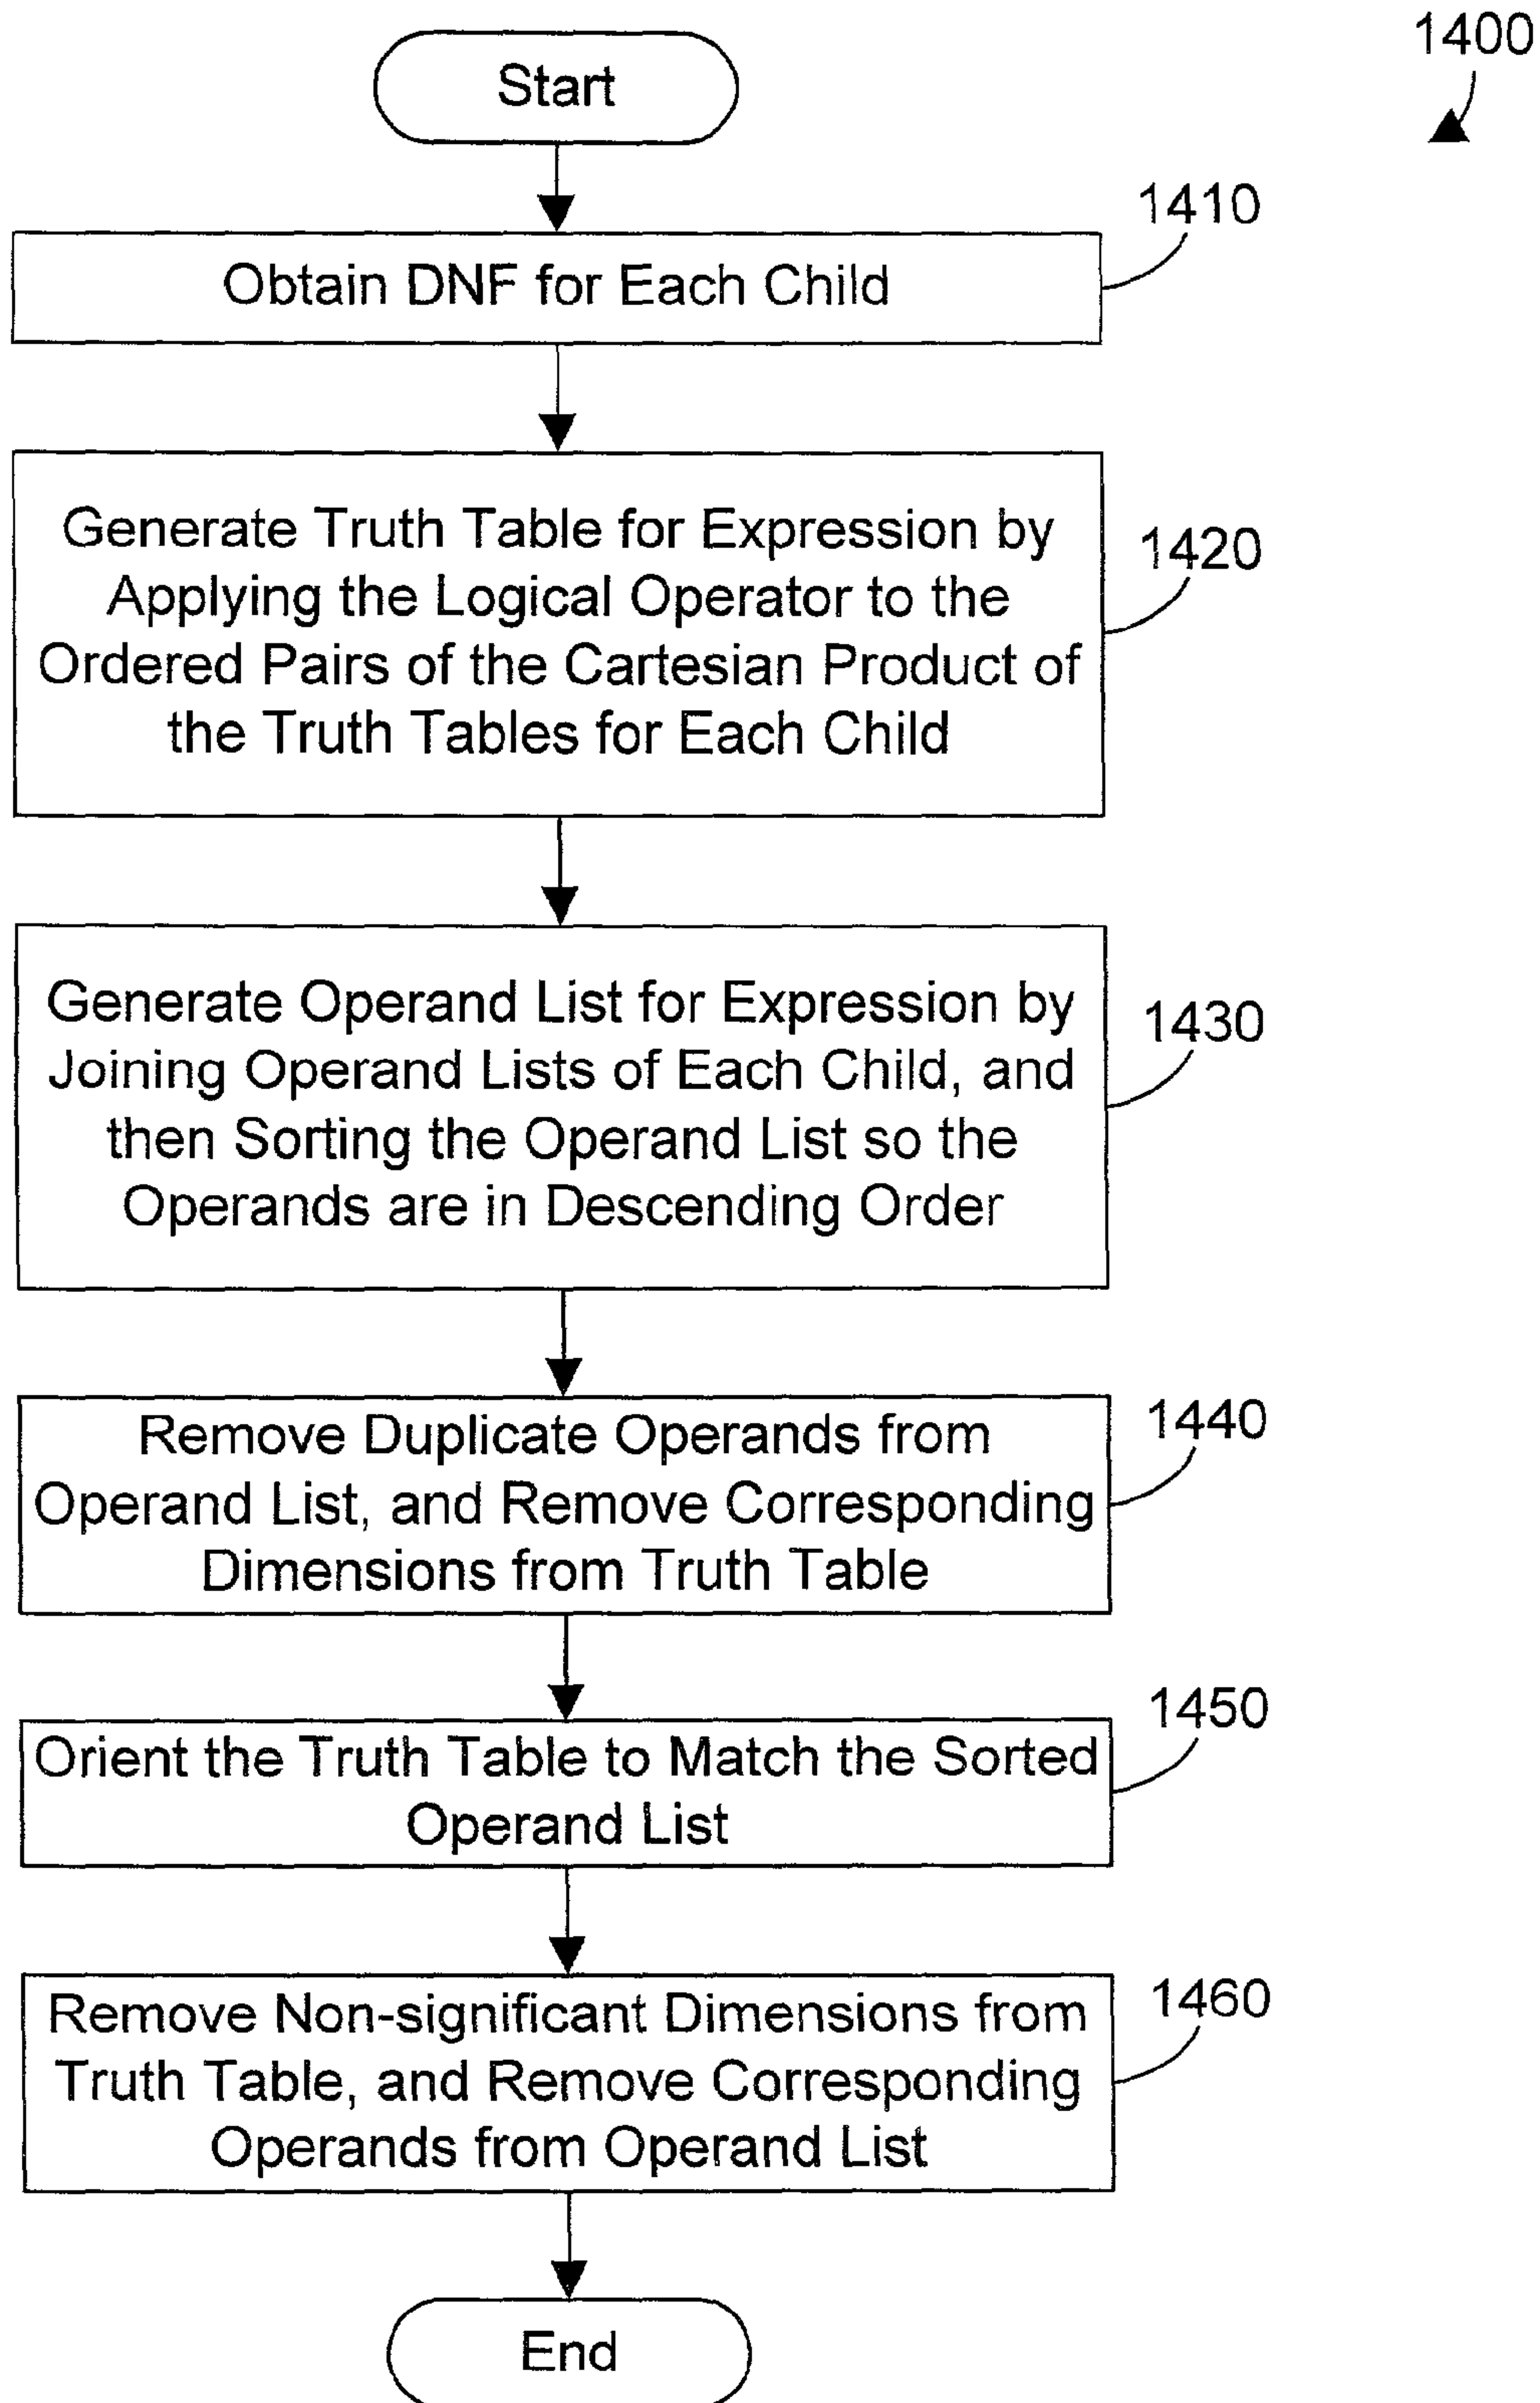 1400
Start
1410
Obtain DNF for Each Child
Generate Truth Table for Expression by
Applying the Logical Operator to the
Ordered Pairs of the Cartesian Product of
the Truth Tables for Each Child
1420
Generate Operand List for Expression by
Joining Operand Lists of Each Child, and
then Sorting the Operand List so the
Operands are in Descending Order
1430
Remove Duplicate Operands from
Operand List, and Remove Corresponding
Dimensions from Truth Table
1440
Orient the Truth Table to Match the Sorted
Operand List
1450
Remove Non-significant Dimensions from
Truth Table, and Remove Corresponding
Operands from Operand List
1460
End